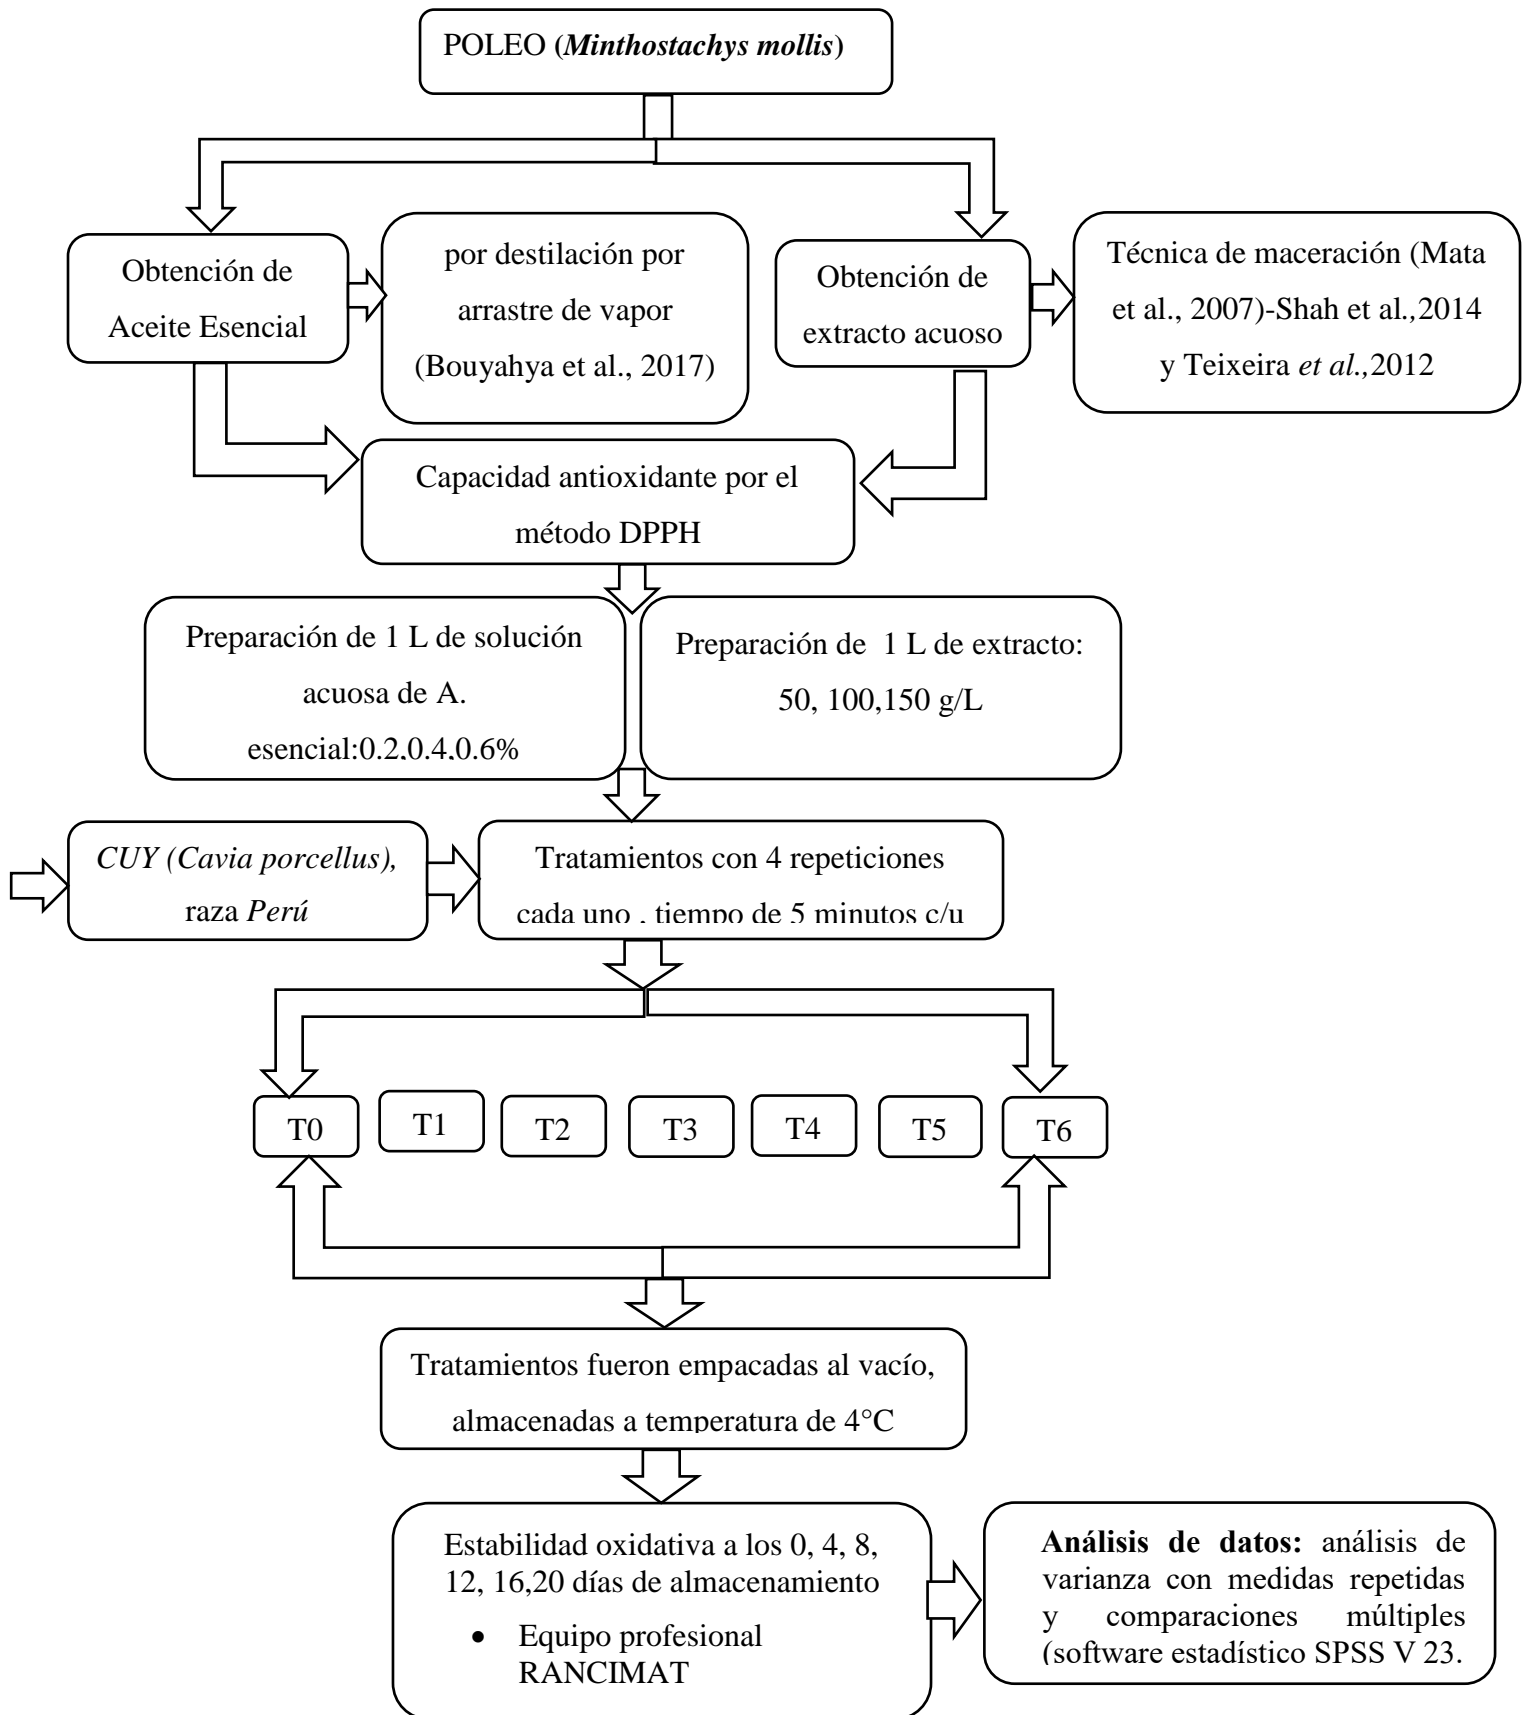 POLEO (Minthostachys mollis)
Obtención de
Aceite Esencial
por destilación por
arrastre de vapor
(Bouyahya et al., 2017)
Obtención de
extracto acuoso
Técnica de maceración (Mata
et al., 2007)-Shah et al.,2014
y Teixeira et al.,2012
Capacidad antioxidante por el
método DPPH
Preparación de 1 L de solución
acuosa de A.
esencial:0.2,0.4,0.6%
Preparación de 1 L de extracto:
50, 100,150 g/L
CUY (Cavia porcellus),
raza Perú
Tratamientos con 4 repeticiones
cada uno , tiempo de 5 minutos c/u
T0
T1
T2
T3
T4
T5
T6
Tratamientos fueron empacadas al vacío,
almacenadas a temperatura de 4°C
Estabilidad oxidativa a los 0, 4, 8,
12, 16,20 días de almacenamiento
• Equipo profesional
RANCIMAT
Análisis de datos: análisis de
varianza con medidas repetidas
y comparaciones múltiples
(software estadístico SPSS V 23.